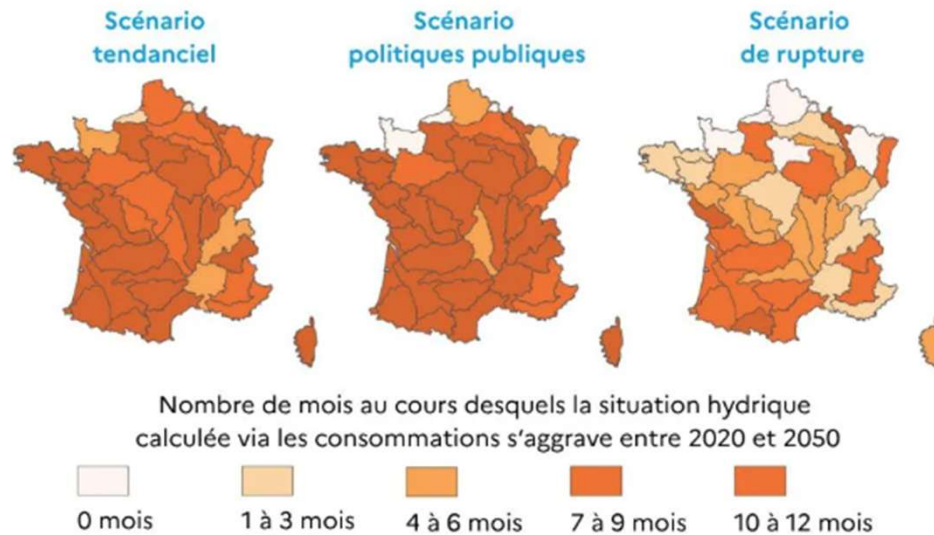 Scénario
tendanciel
Scénario
politiques publiques
Scénario
de rupture
Nombre de mois au cours desquels la situation hydrique
calculée via les consommations s'aggrave entre 2020 et 2050
0 mois
1 à 3 mois
4 à 6 mois
7 à 9 mois
10 à 12 mois